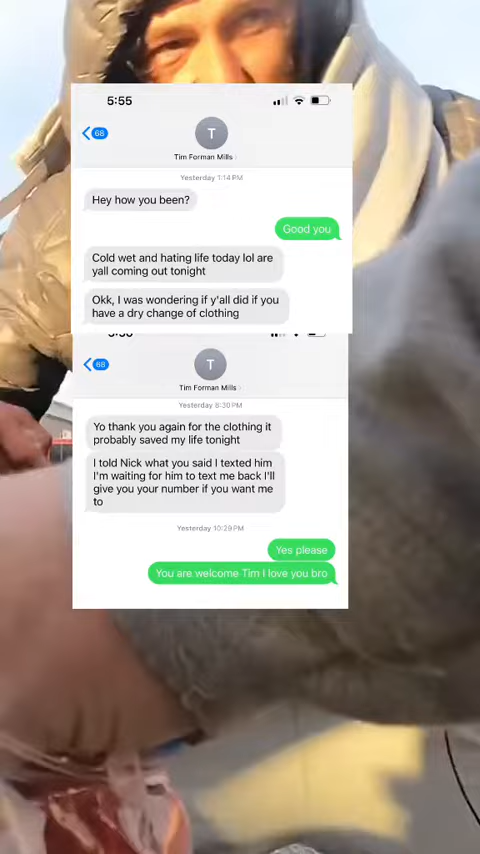 5:55
68
T
Tim Forman Mills
Yesterday 1:14 PM
Hey how you been?
Good you
Cold wet and hating life today lol are
yall coming out tonight
Okk, I was wondering if y'all did if you
have a dry change of clothing
68
T
Tim Forman Mills
Yesterday 8:30 PM
Yo thank you again for the clothing it
probably saved my life tonight
I told Nick what you said I texted him
I'm waiting for him to text me back I'll
give you your number if you want me
to
Yesterday 10:29 PM
Yes please
You are welcome Tim I love you bro